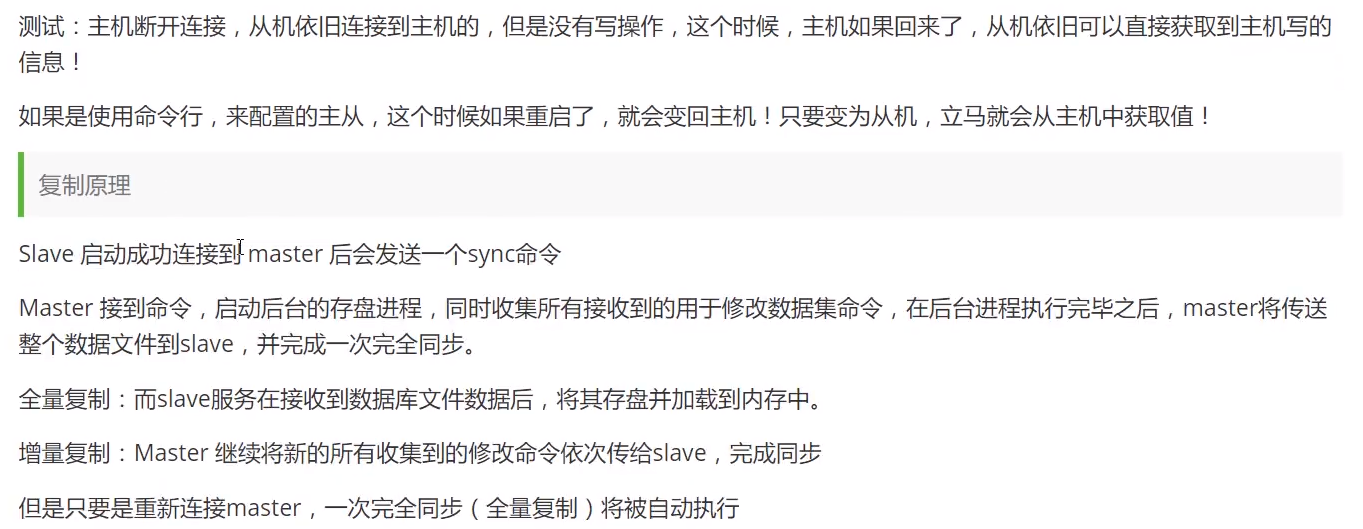 测试：主机断开连接，从机依旧连接到主机的，但是没有写操作，这个时候，主机如果回来了，从机依旧可以直接获取到主机写的
信息！
如果是使用命令行，来配置的主从，这个时候如果重启了，就会变回主机！只要变为从机，立马就会从主机中获取值！
复制原理
Slave 启动成功连接到 master 后会发送一个sync命令
Master 接到命令，启动后台的存盘进程，同时收集所有接收到的用于修改数据集命令，在后台进程执行完毕之后，master将传送
整个数据文件到slave，并完成一次完全同步。
全量复制：而slave服务在接收到数据库文件数据后，将其存盘并加载到内存中。
增量复制：Master 继续将新的所有收集到的修改命令依次传给slave，完成同步
但是只要是重新连接master，一次完全同步（全量复制）将被自动执行